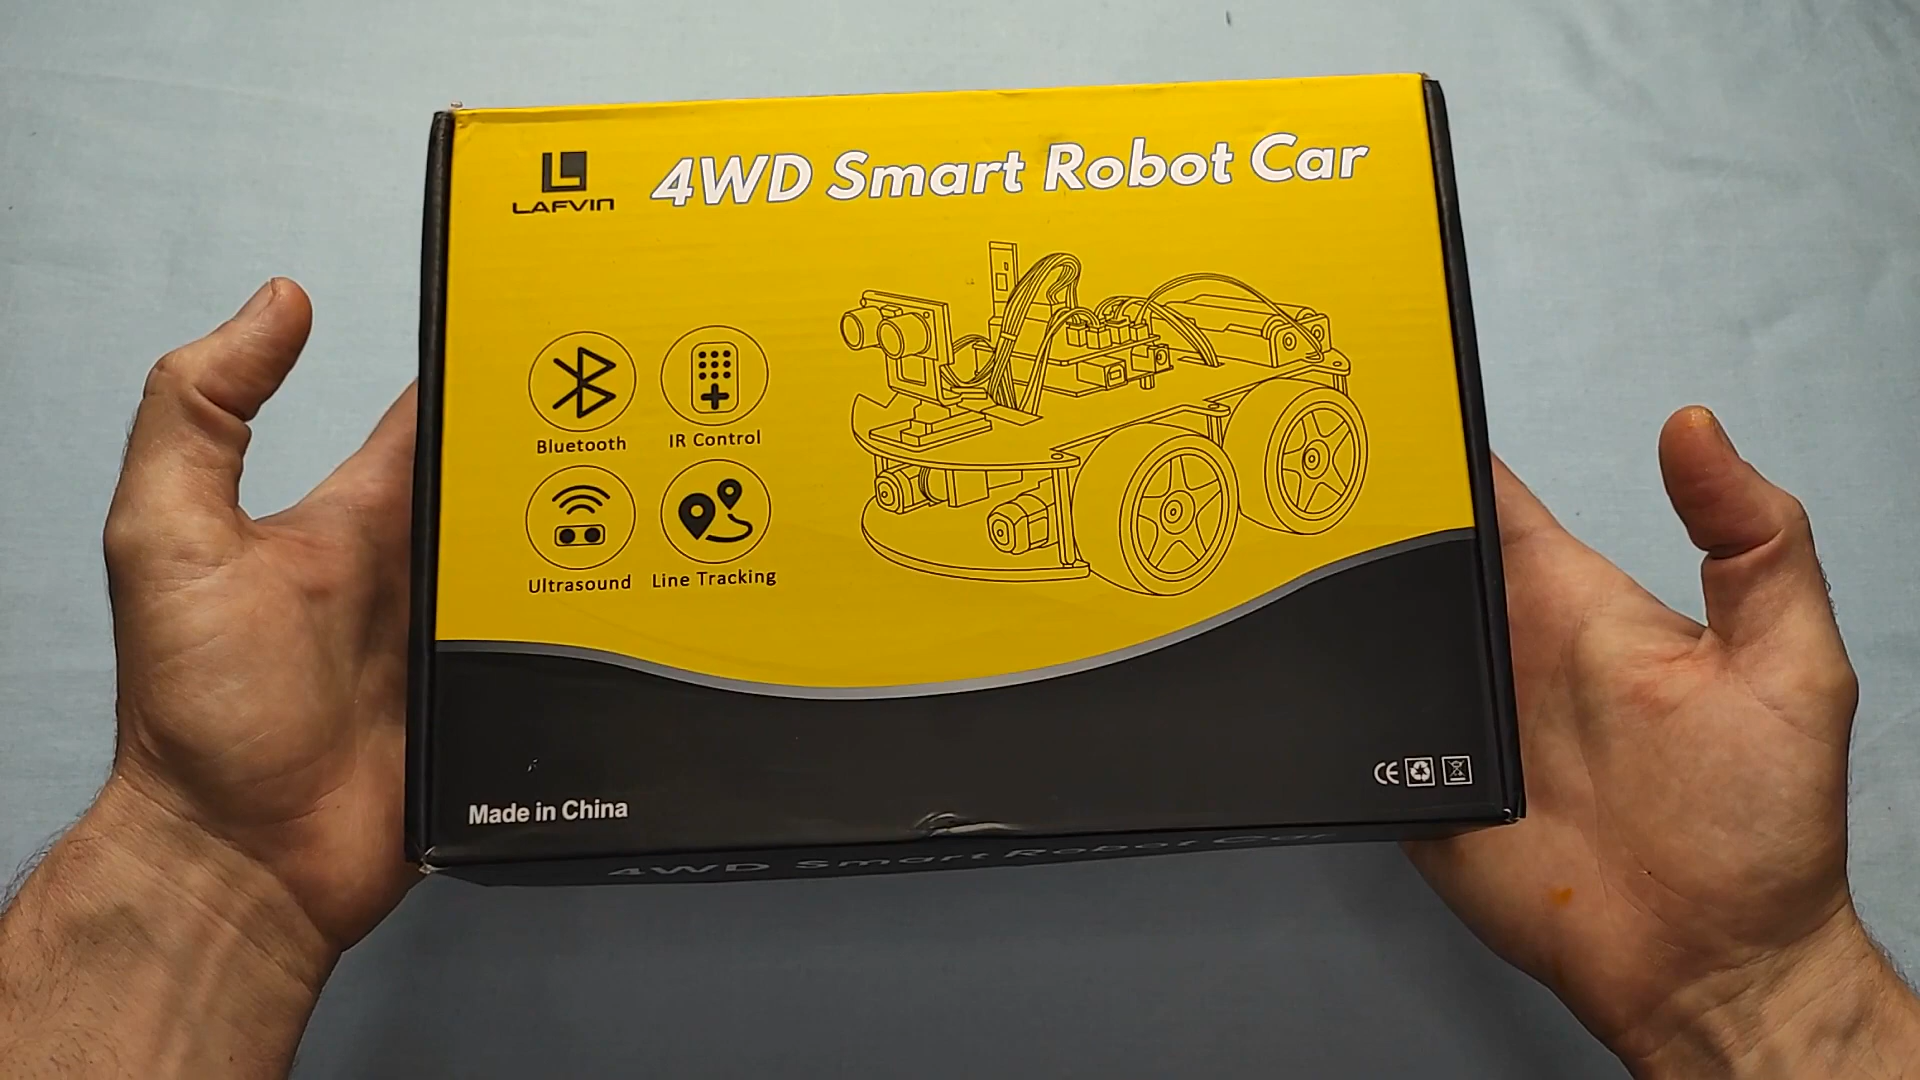 LAFVIN
4WD Smart Robot Car
Bluetooth
IR Control
Ultrasound
Line Tracking
Made in China
CE
4WD Smart Robot Car